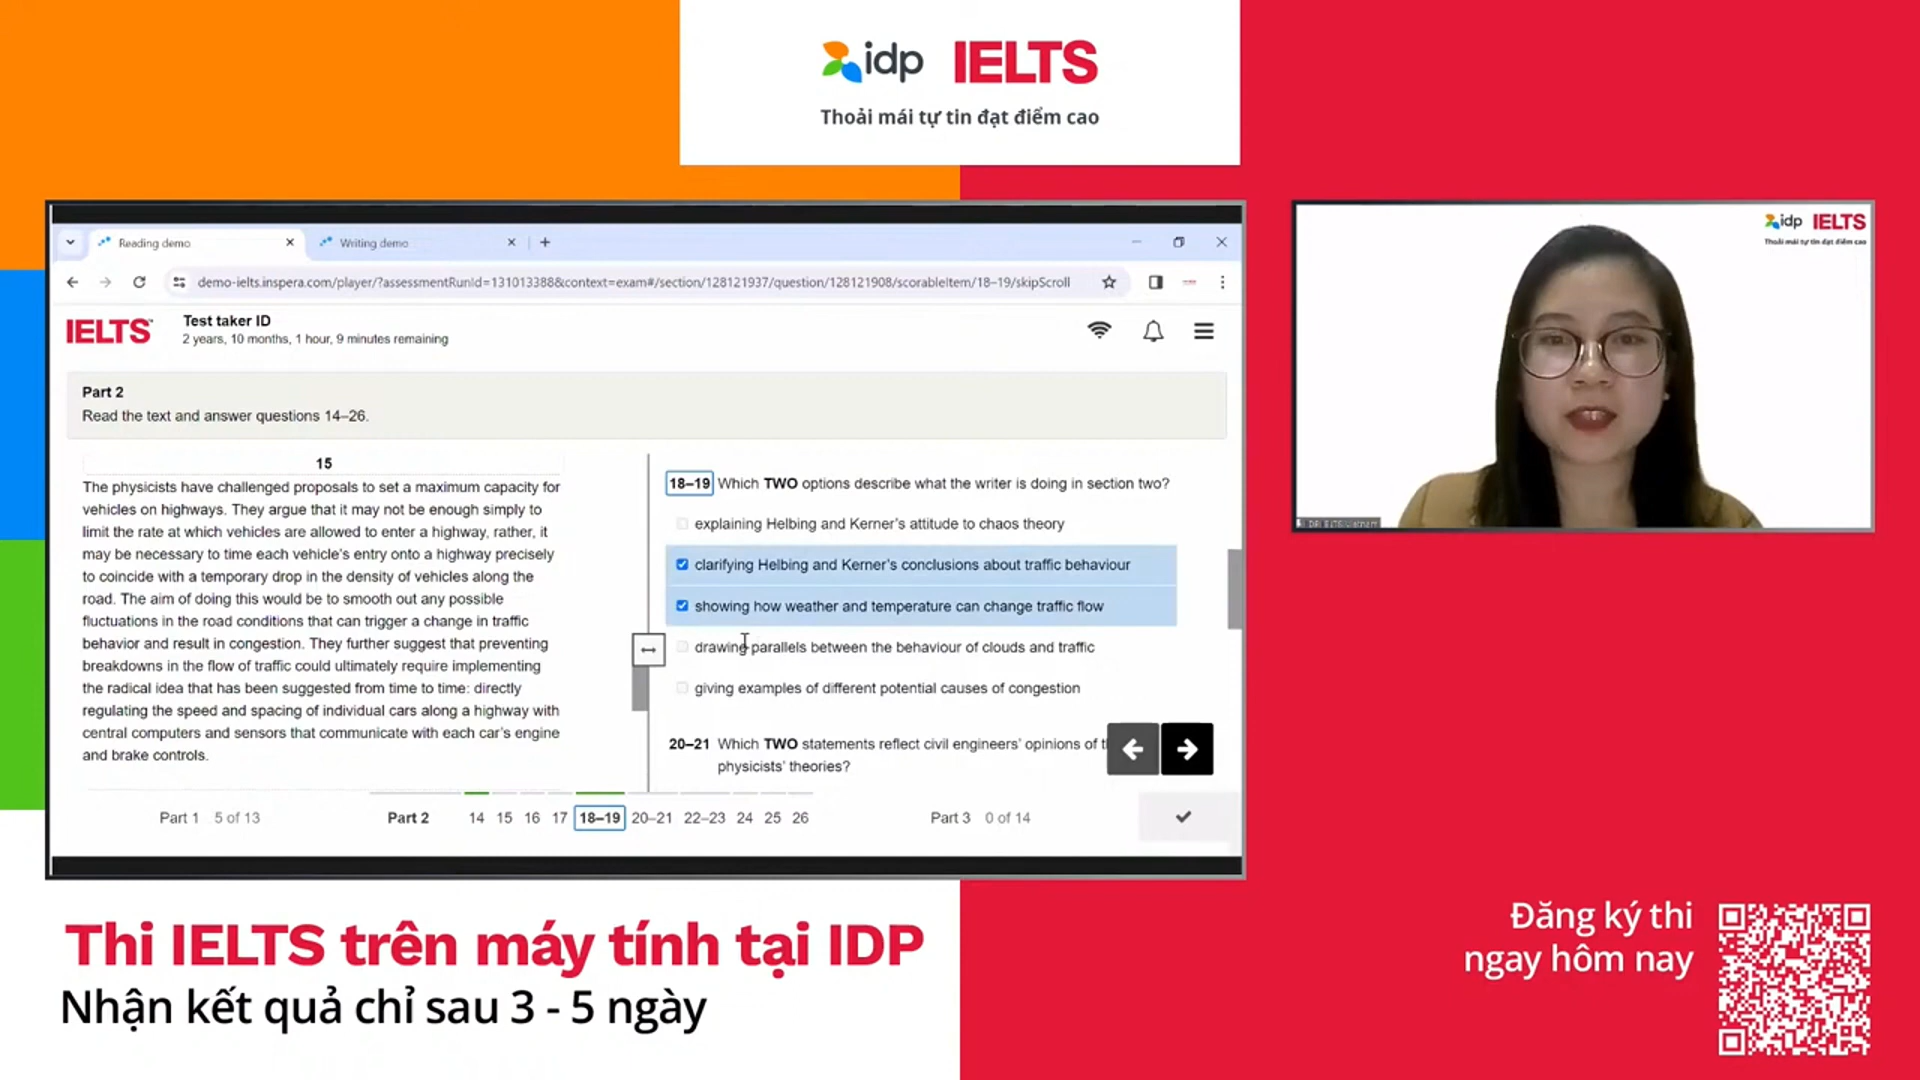 idp IELTS
Thoải mái tự tin đạt điểm cao
Reading demo
Writing demo
demo-ielts.inspera.com/player/?assessmentRunId=131013388&context=exam#/section/128121937/question/128121908/scorableItem/18-19/skipScroll
IELTS
Test taker ID
2 years, 10 months, 1 hour, 9 minutes remaining
Part 2
Read the text and answer questions 14–26.
15
The physicists have challenged proposals to set a maximum capacity for
vehicles on highways. They argue that it may not be enough simply to
limit the rate at which vehicles are allowed to enter a highway, rather, it
may be necessary to time each vehicle's entry onto a highway precisely
to coincide with a temporary drop in the density of vehicles along the
road. The aim of doing this would be to smooth out any possible
fluctuations in the road conditions that can trigger a change in traffic
behavior and result in congestion. They further suggest that preventing
breakdowns in the flow of traffic could ultimately require implementing
the radical idea that has been suggested from time to time: directly
regulating the speed and spacing of individual cars along a highway with
central computers and sensors that communicate with each car's engine
and brake controls.
18–19 Which TWO options describe what the writer is doing in section two?
explaining Helbing and Kerner's attitude to chaos theory
clarifying Helbing and Kerner's conclusions about traffic behaviour
showing how weather and temperature can change traffic flow
drawing parallels between the behaviour of clouds and traffic
giving examples of different potential causes of congestion
20–21 Which TWO statements reflect civil engineers' opinions of
physicists' theories?
Part 1 5 of 13
Part 2 14 15 16 17 18–19 20–21 22–23 24 25 26
Part 3 0 of 14
idp IELTS
Thoải mái tự tin đạt điểm cao
Thi IELTS trên máy tính tại IDP
Nhận kết quả chỉ sau 3 - 5 ngày
Đăng ký thi
ngay hôm nay